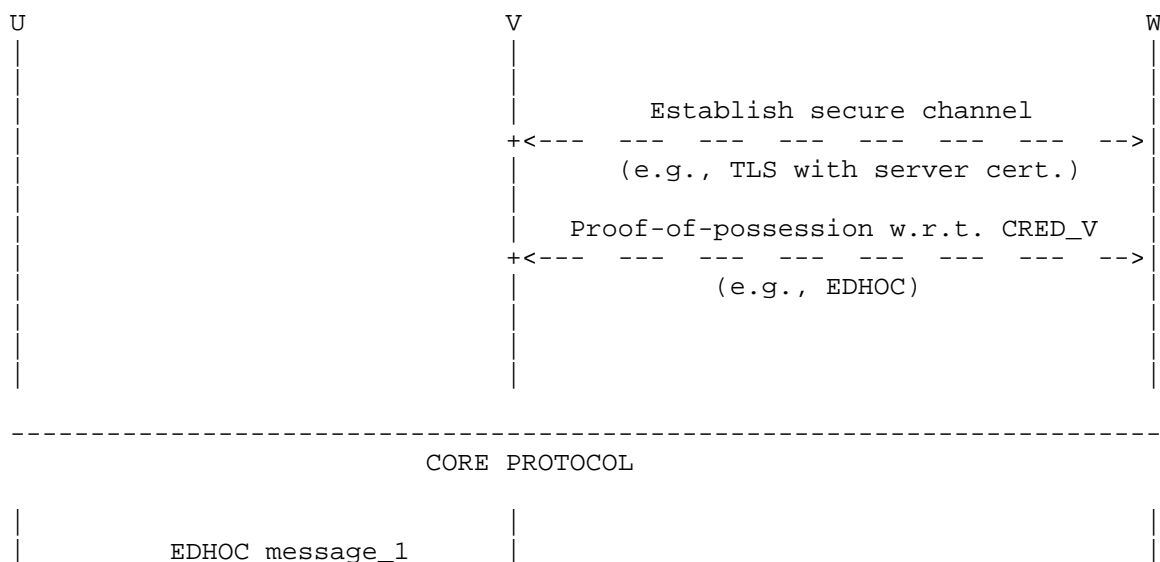 U V W
Establish secure channel
+<--- --- --- --- --- --- --- -->|
(e.g., TLS with server cert.)
Proof-of-possession w.r.t. CRED_V
+<--- --- --- --- --- --- --- -->|
(e.g., EDHOC)
------------------------------------------------------------------------
CORE PROTOCOL
EDHOC message_1